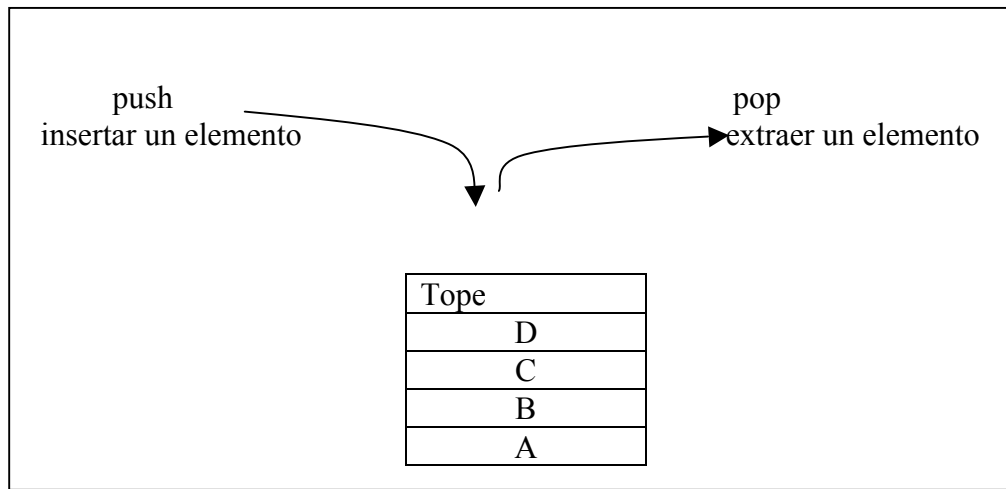 push
insertar un elemento
pop
extraer un elemento
Tope
D
C
B
A